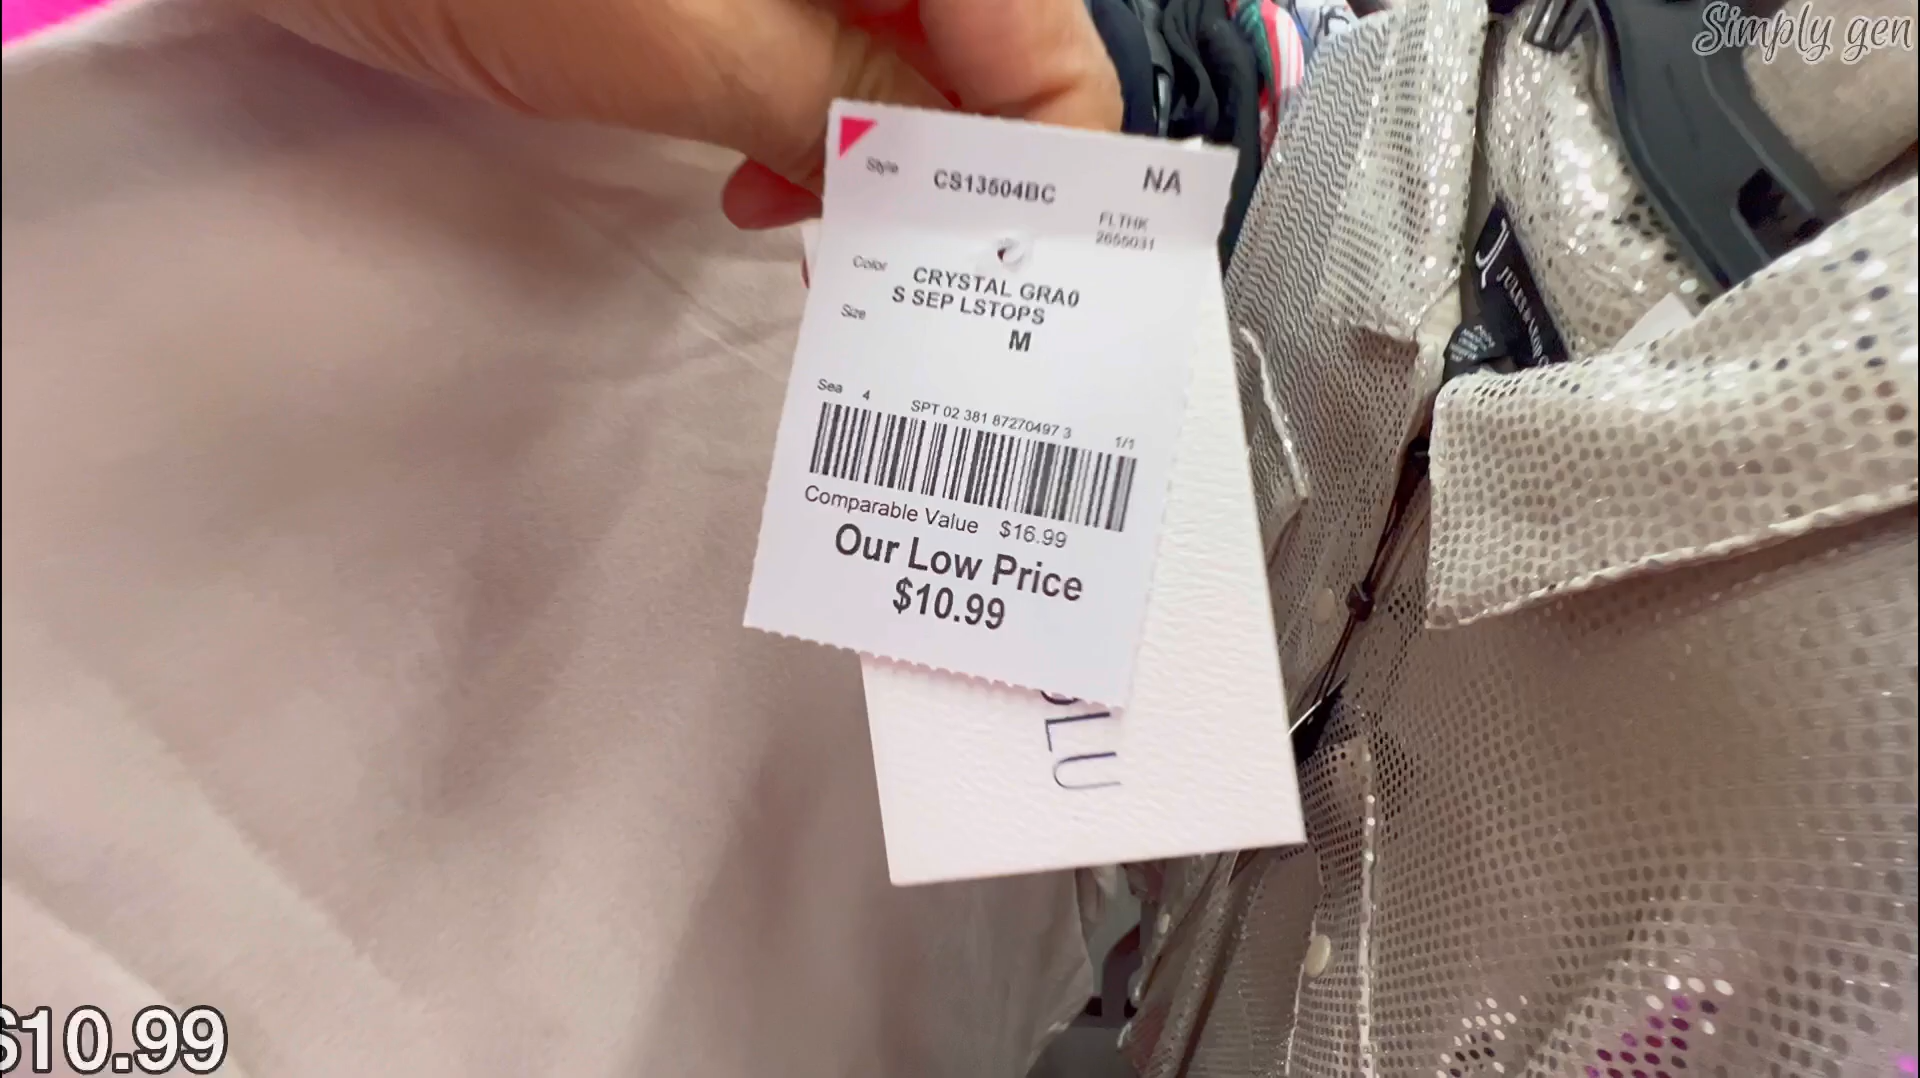 Simply gen
Style CS13504BC NA
FLTHK
2655031
Color CRYSTAL GRA0
S SEP LSTOPS
Size M
Sea 4 SPT 02 381 87270497 3 1/1
Comparable Value $16.99
Our Low Price
$10.99
LU
$10.99